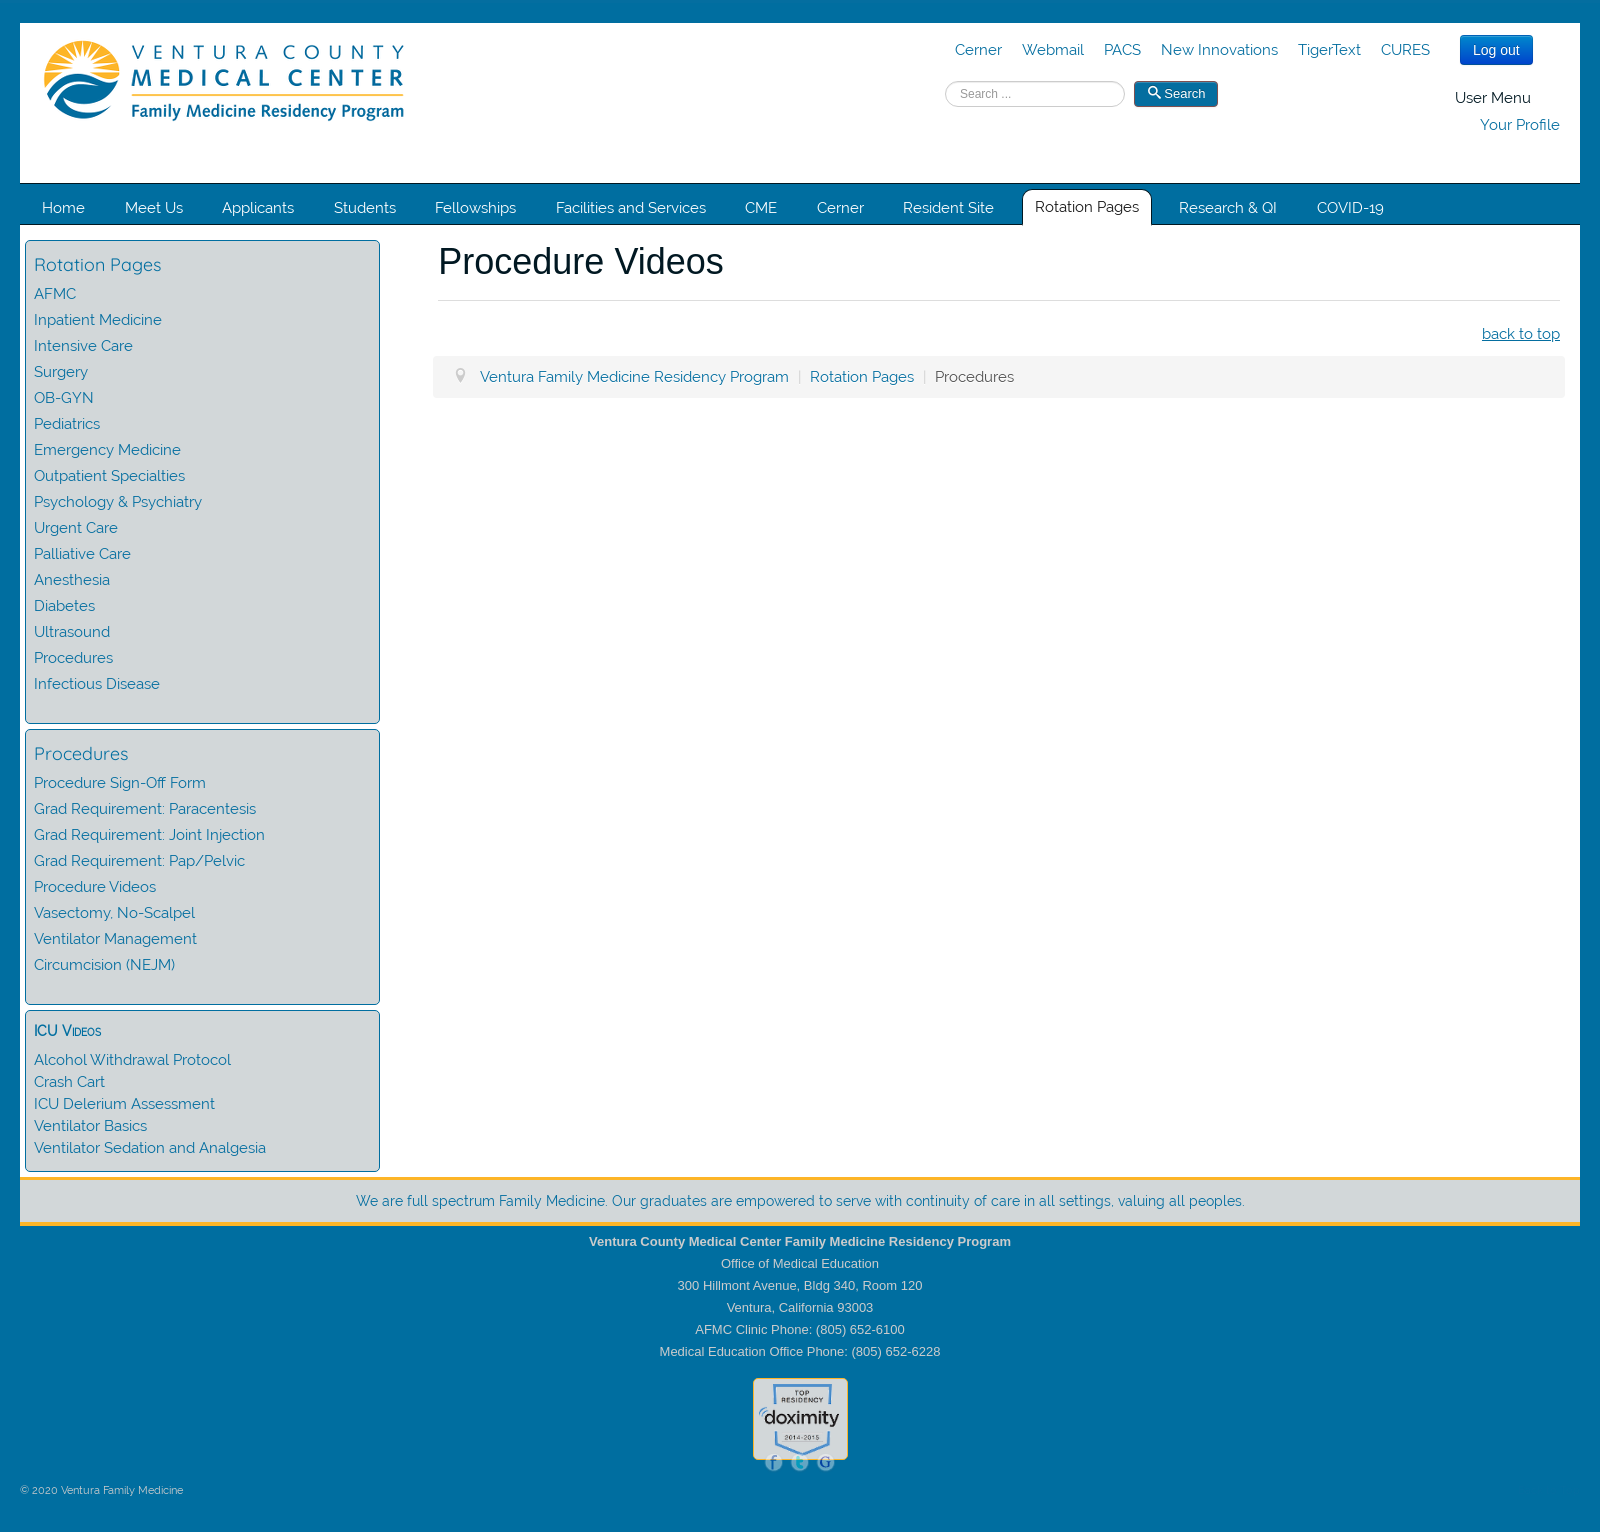 VENTURA COUNTY
MEDICAL CENTER
Family Medicine Residency Program
Cerner Webmail PACS New Innovations TigerText CURES Log out
Search ... Search
User Menu
Your Profile
Home Meet Us Applicants Students Fellowships Facilities and Services CME Cerner Resident Site Rotation Pages Research & QI COVID-19
Rotation Pages
AFMC
Inpatient Medicine
Intensive Care
Surgery
OB-GYN
Pediatrics
Emergency Medicine
Outpatient Specialties
Psychology & Psychiatry
Urgent Care
Palliative Care
Anesthesia
Diabetes
Ultrasound
Procedures
Infectious Disease
Procedures
Procedure Sign-Off Form
Grad Requirement: Paracentesis
Grad Requirement: Joint Injection
Grad Requirement: Pap/Pelvic
Procedure Videos
Vasectomy, No-Scalpel
Ventilator Management
Circumcision (NEJM)
ICU Videos
Alcohol Withdrawal Protocol
Crash Cart
ICU Delerium Assessment
Ventilator Basics
Ventilator Sedation and Analgesia
Procedure Videos
back to top
Ventura Family Medicine Residency Program | Rotation Pages | Procedures
We are full spectrum Family Medicine. Our graduates are empowered to serve with continuity of care in all settings, valuing all peoples.
Ventura County Medical Center Family Medicine Residency Program
Office of Medical Education
300 Hillmont Avenue, Bldg 340, Room 120
Ventura, California 93003
AFMC Clinic Phone: (805) 652-6100
Medical Education Office Phone: (805) 652-6228
TOP
RESIDENCY
doximity
2014-2015
f t G
© 2020 Ventura Family Medicine